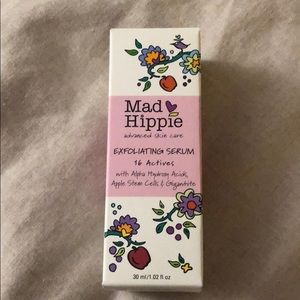 Mad
Hippie
advanced skin care
EXFOLIATING SERUM
16 Actives
with Alpha Hydroxy Acids,
Apple Stem Cells & Gigawhite
30 ml/1.02 fl oz